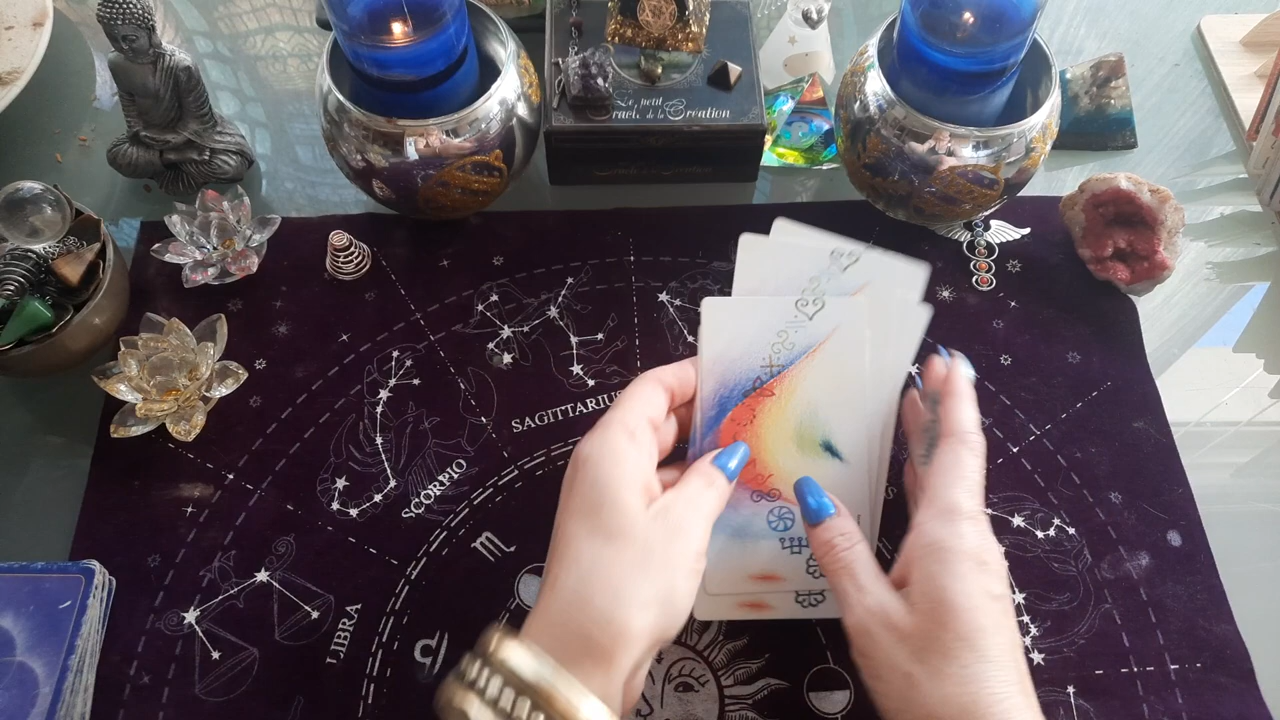 Le petit
Oracle de la Création
SAGITTARIUS
SCORPIO
LIBRA